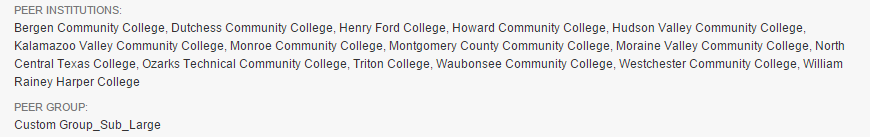 PEER INSTITUTIONS:
Bergen Community College, Dutchess Community College, Henry Ford College, Howard Community College, Hudson Valley Community College,
Kalamazoo Valley Community College, Monroe Community College, Montgomery County Community College, Moraine Valley Community College, North
Central Texas College, Ozarks Technical Community College, Triton College, Waubonsee Community College, Westchester Community College, William
Rainey Harper College
PEER GROUP:
Custom Group_Sub_Large